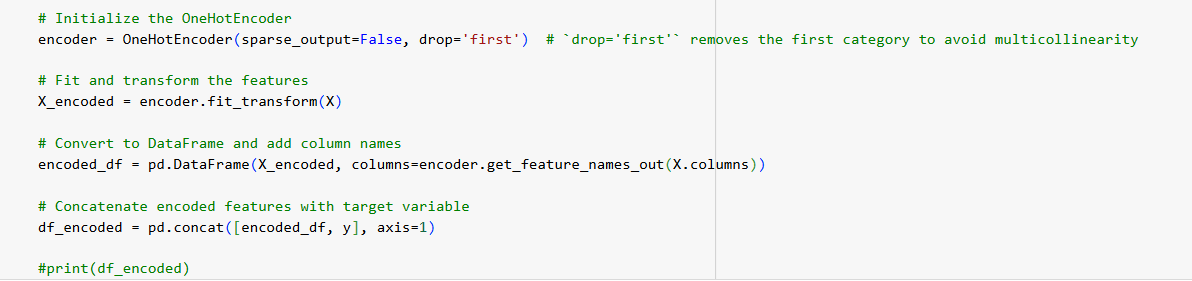 # Initialize the OneHotEncoder
encoder = OneHotEncoder(sparse_output=False, drop='first')  # `drop='first'` removes the first category to avoid multicollinearity
# Fit and transform the features
X_encoded = encoder.fit_transform(X)
# Convert to DataFrame and add column names
encoded_df = pd.DataFrame(X_encoded, columns=encoder.get_feature_names_out(X.columns))
# Concatenate encoded features with target variable
df_encoded = pd.concat([encoded_df, y], axis=1)
#print(df_encoded)